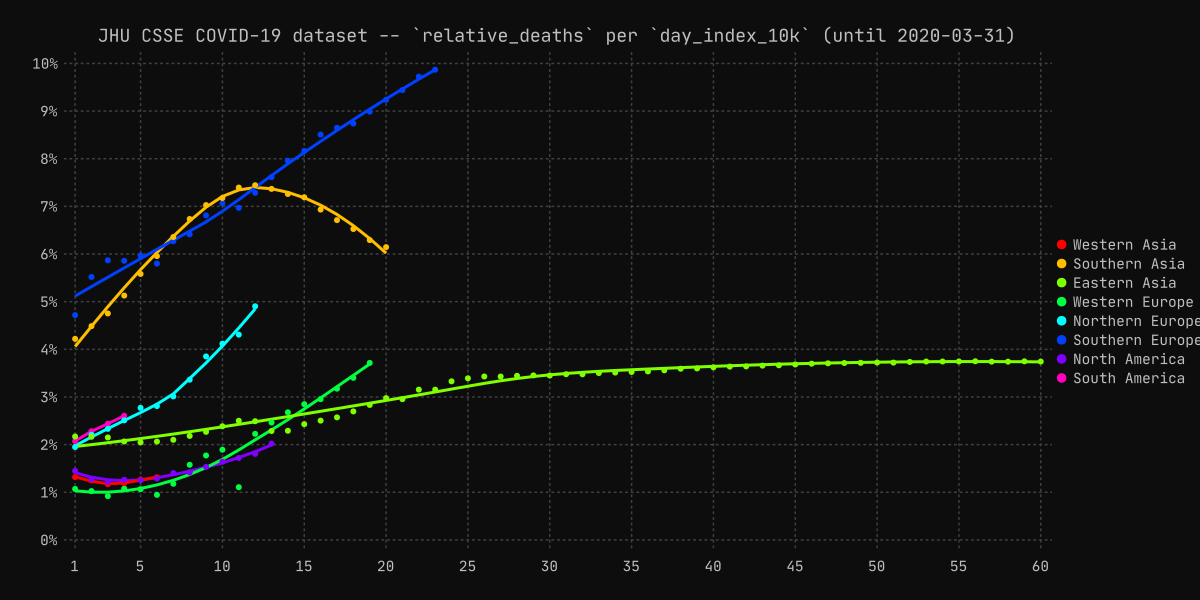 JHU CSSE COVID-19 dataset -- `relative_deaths` per `day_index_10k` (until 2020-03-31)
10%
9%
8%
7%
6%
5%
4%
3%
2%
1%
0%
1 5 10 15 20 25 30 35 40 45 50 55 60
Western Asia
Southern Asia
Eastern Asia
Western Europe
Northern Europe
Southern Europe
North America
South America